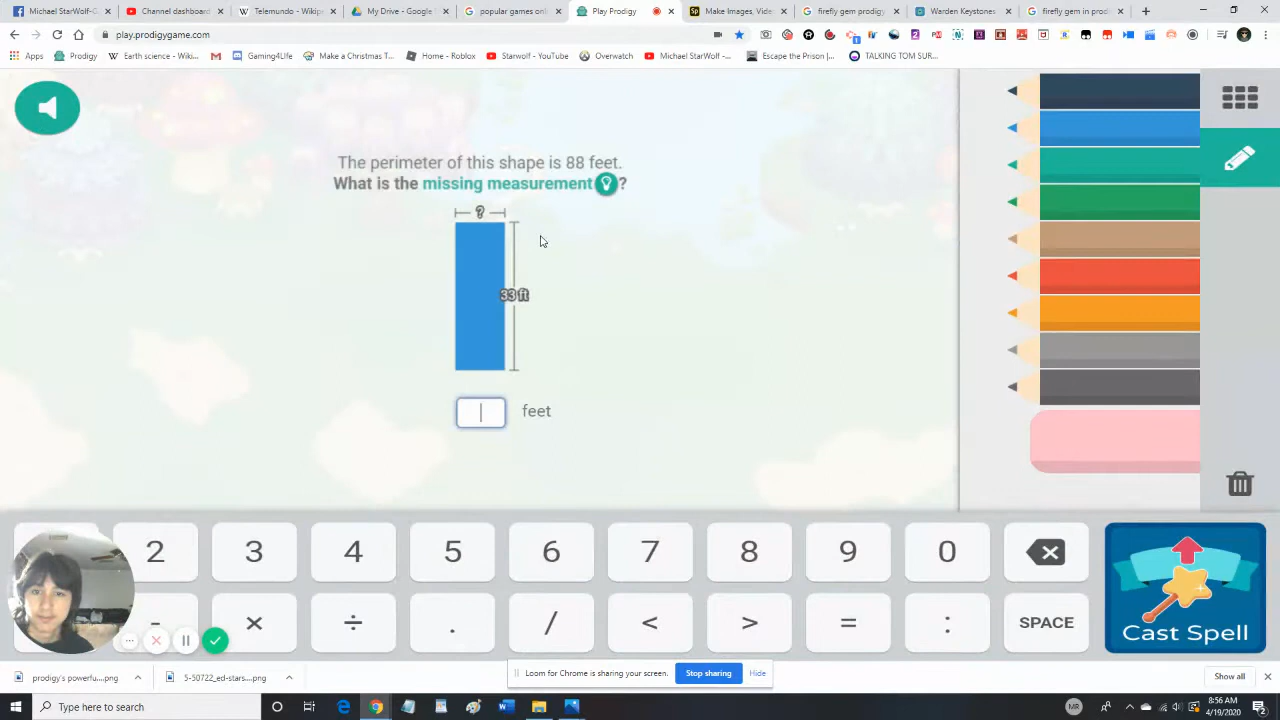 Michael StarWolf-G
Channel dashboard
Telemundo - Wikip
My Drive - Google
popular games onl
Play Prodigy
Make Images, Vide
firefly gem prodigy
Warden Keystones
firefly gem in prodi
play.prodigygame.com
Apps
Prodigy
Earth scienc
Gaming4Life
Make a Christmas T...
Home - Roblox
Starwolf - YouTube
Overwatch
Michael StarWolf -...
Escape the Prison |...
TALKING TOM SUR...
The perimeter of this shape is 88 feet.
What is the missing measurement ?
?
33 ft
feet
2 3 4 5 6 7 8 9 0
- × ÷ . / < > = : SPACE
Cast Spell
prodigy's powerfu....png
5-50722_ed-stars....png
Loom for Chrome is sharing your screen.
Stop sharing
Hide
Show all
Type here to search
MR
8:56 AM
4/19/2020
2